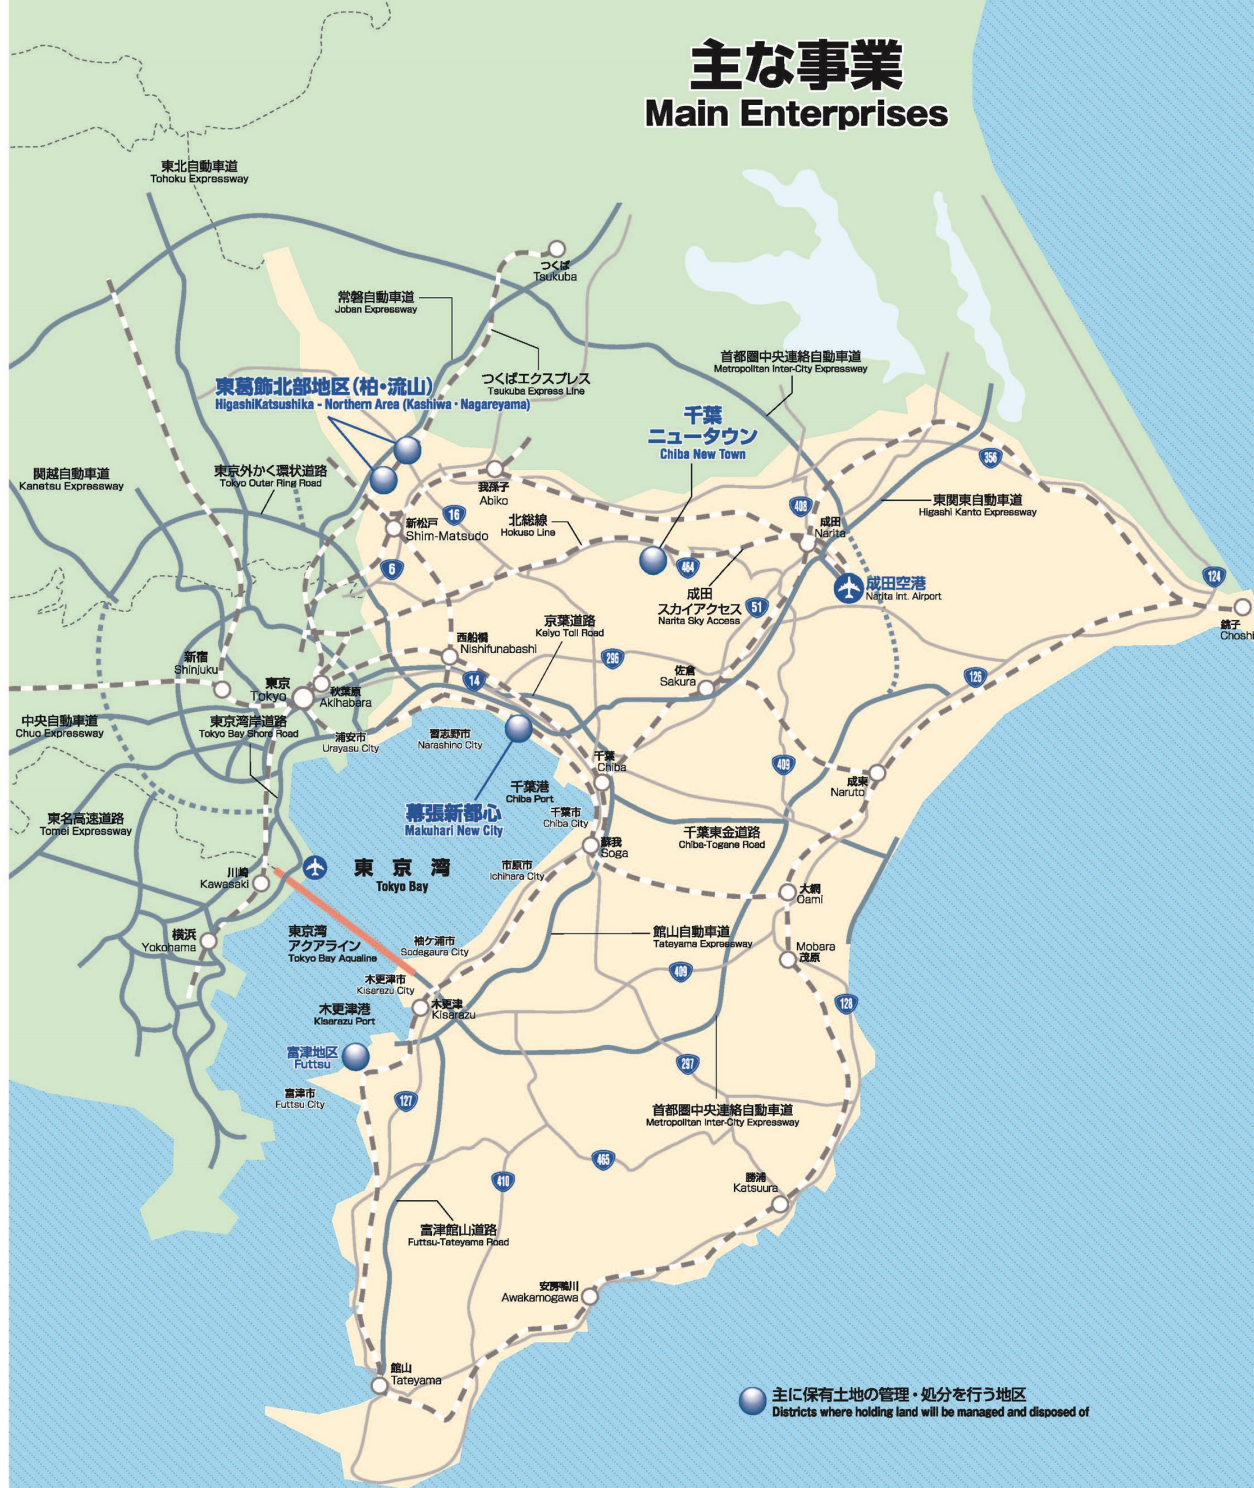 主な事業
Main Enterprises
東北自動車道
Tohoku Expressway
つくば
Tsukuba
常磐自動車道
Joban Expressway
首都圏中央連絡自動車道
Metropolitan Inter-City Expressway
つくばエクスプレス
Tsukuba Express Line
東葛飾北部地区(柏・流山)
HigashiKatsushika - Northern Area (Kashiwa・Nagareyama)
千葉
ニュータウン
Chiba New Town
関越自動車道
Kanetsu Expressway
東京外かく環状道路
Tokyo Outer Ring Road
356
我孫子
Abiko
東関東自動車道
Higashi Kanto Expressway
408
16
新松戸
Shim-Matsudo
北総線
Hokuso Line
成田
Narita
6
464
成田空港
Narita Int. Airport
124
成田
スカイアクセス
Narita Sky Access
51
銚子
Choshi
京葉道路
Keiyo Toll Road
西船橋
Nishifunabashi
296
新宿
Shinjuku
東京
Tokyo
秋葉原
Akihabara
14
佐倉
Sakura
126
中央自動車道
Chuo Expressway
東京湾岸道路
Tokyo Bay Shore Road
浦安市
Urayasu City
習志野市
Narashino City
千葉
Chiba
409
成東
Naruto
千葉港
Chiba Port
幕張新都心
Makuhari New City
千葉市
Chiba City
東名高速道路
Tomei Expressway
千葉東金道路
Chiba-Togane Road
蘇我
Soga
東京湾
Tokyo Bay
市原市
Ichihara City
川崎
Kawasaki
大網
Oami
横浜
Yokohama
東京湾
アクアライン
Tokyo Bay Aqualine
袖ケ浦市
Sodegaura City
館山自動車道
Tateyama Expressway
Mobara
茂原
409
木更津市
Kisarazu City
木更津港
Kisarazu Port
木更津
Kisarazu
128
富津地区
Futtsu
297
富津市
Futtsu City
127
首都圏中央連絡自動車道
Metropolitan Inter-City Expressway
465
410
勝浦
Katsuura
富津館山道路
Futtsu-Tateyama Road
安房鴨川
Awakamogawa
館山
Tateyama
主に保有土地の管理・処分を行う地区
Districts where holding land will be managed and disposed of